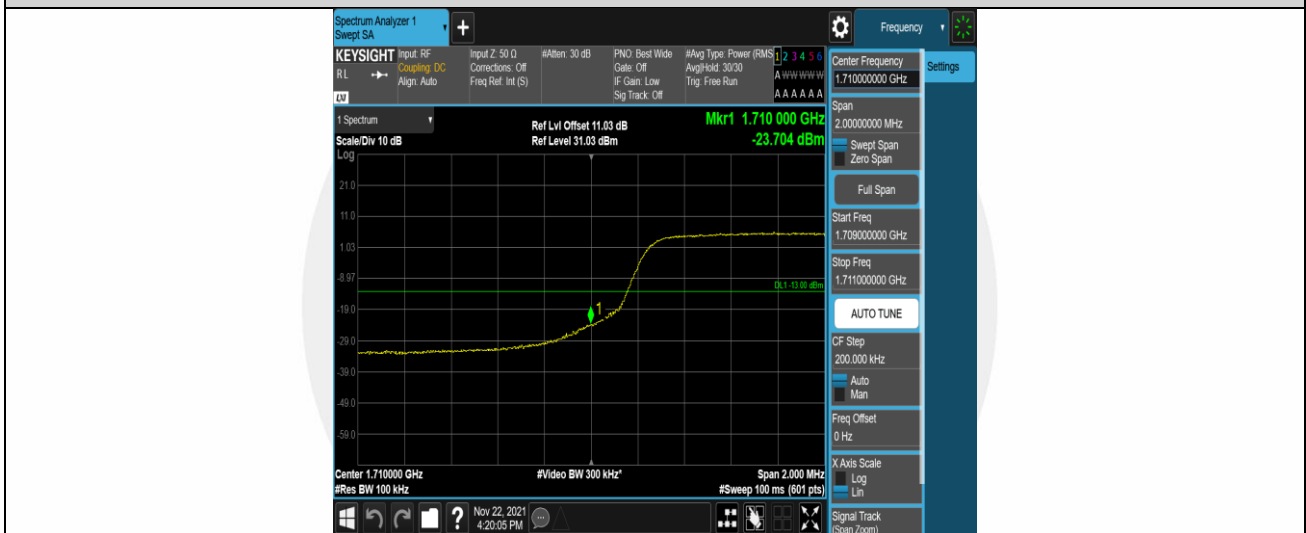 Spectrum Analyzer 1
Swept SA
+
Frequency
KEYSIGHT
RL
LXI
Input: RF
Coupling: DC
Align: Auto
Input Z: 50 Ω
Corrections: Off
Freq Ref: Int (S)
#Atten: 30 dB
PNO: Best Wide
Gate: Off
IF Gain: Low
Sig Track: Off
#Avg Type: Power (RMS
Avg|Hold: 30/30
Trig: Free Run
1 2 3 4 5 6
A W W W W W
A A A A A A
1 Spectrum
Scale/Div 10 dB
Log
Ref Lvl Offset 11.03 dB
Ref Level 31.03 dBm
Mkr1 1.710 000 GHz
-23.704 dBm
21.0
11.0
1.03
-8.97
-19.0
-29.0
-39.0
-49.0
-59.0
DL1 -13.00 dBm
1
Center 1.710000 GHz
#Res BW 100 kHz
#Video BW 300 kHz*
Span 2.000 MHz
#Sweep 100 ms (601 pts)
?
Nov 22, 2021
4:20:05 PM
Center Frequency
1.710000000 GHz
Settings
Span
2.00000000 MHz
Swept Span
Zero Span
Full Span
Start Freq
1.709000000 GHz
Stop Freq
1.711000000 GHz
AUTO TUNE
CF Step
200.000 kHz
Auto
Man
Freq Offset
0 Hz
X Axis Scale
Log
Lin
Signal Track
(Span Zoom)